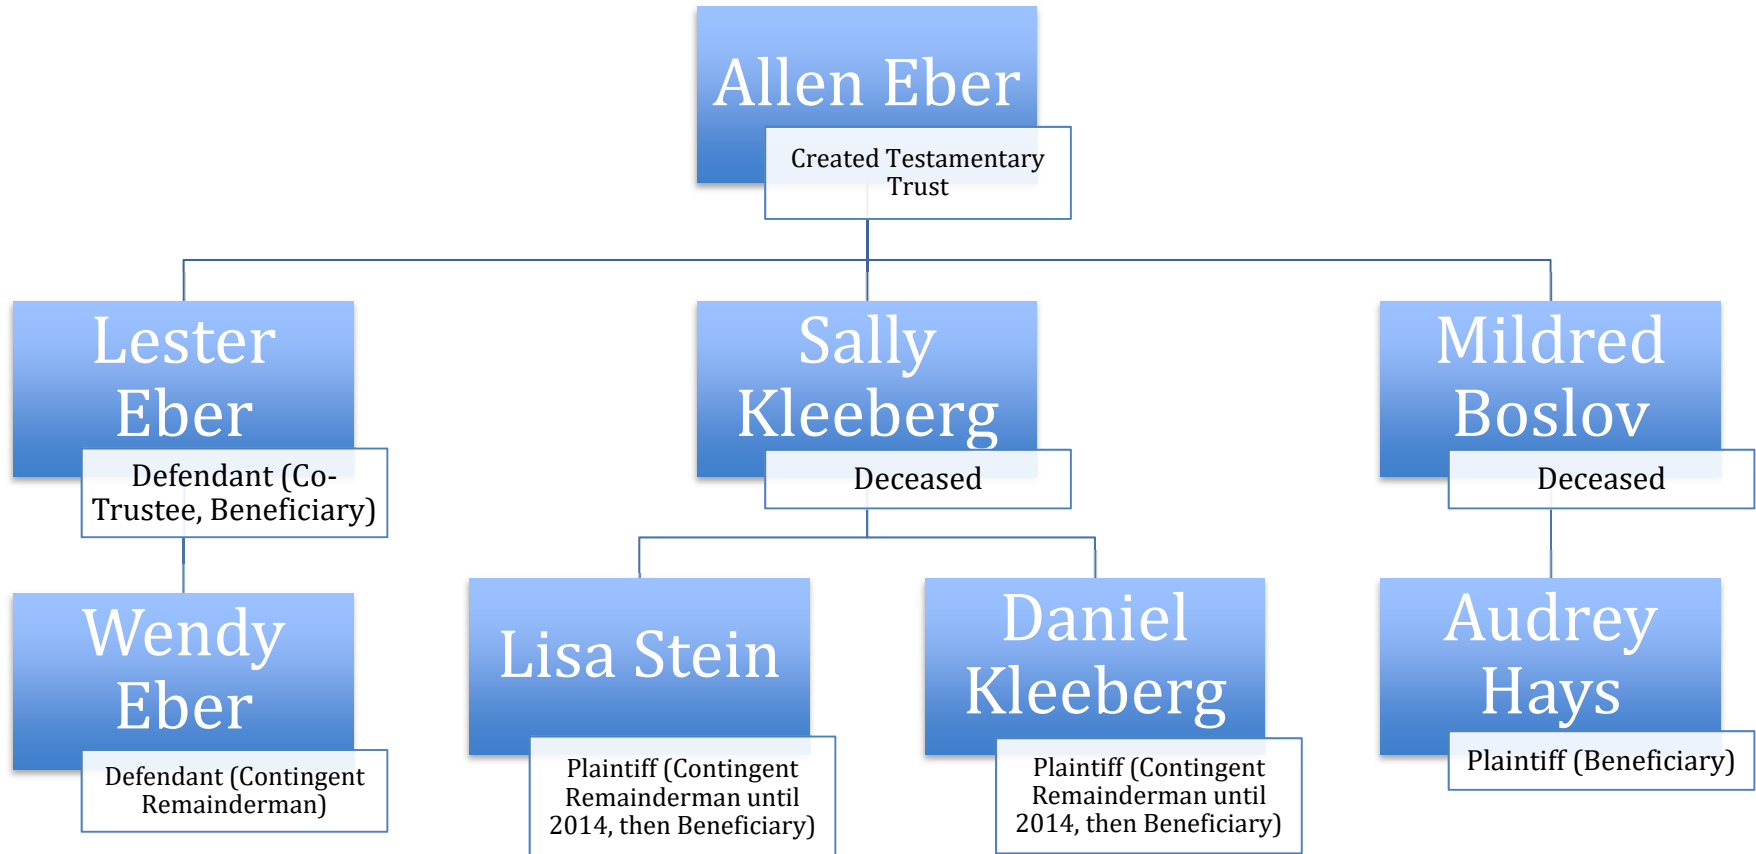 Allen Eber
Created Testamentary
Trust
Lester
Eber
Defendant (Co-
Trustee, Beneficiary)
Sally
Kleeberg
Deceased
Mildred
Boslov
Deceased
Wendy
Eber
Defendant (Contingent
Remainderman)
Lisa Stein
Plaintiff (Contingent
Remainderman until
2014, then Beneficiary)
Daniel
Kleeberg
Plaintiff (Contingent
Remainderman until
2014, then Beneficiary)
Audrey
Hays
Plaintiff (Beneficiary)